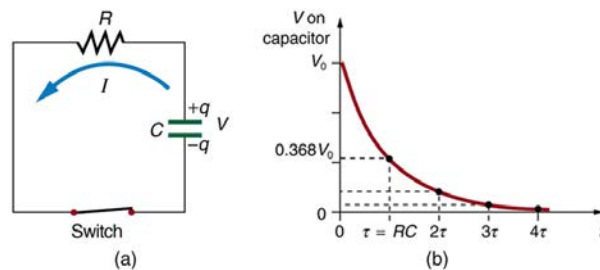 R
I
+q
C
V
−q
Switch
(a)
V on
capacitor
V₀
0.368V₀
0
0
τ = RC
2τ
3τ
4τ
(b)